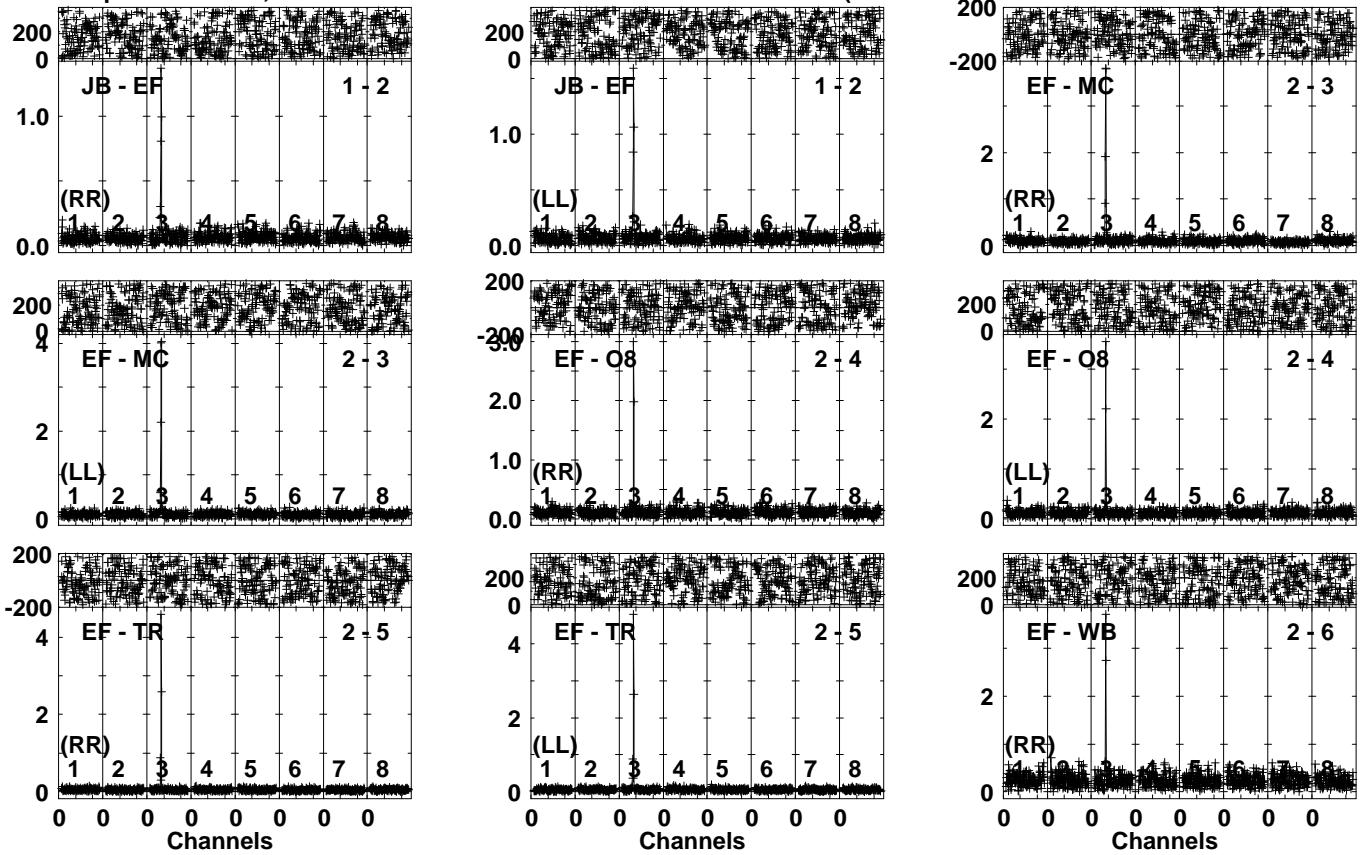 200
0
JB - EF 1 - 2
1.0
(RR)
1 2 3 4 5 6 7 8
0.0
200
0
JB - EF 1 - 2
1.0
(LL)
1 2 3 4 5 6 7 8
0.0
200
-200
EF - MC 2 - 3
2
(RR)
1 2 3 4 5 6 7 8
0
200
0
4
EF - MC 2 - 3
2
(LL)
1 2 3 4 5 6 7 8
0
200
-200
3.0
EF - O8 2 - 4
2.0
1.0
(RR)
1 2 3 4 5 6 7 8
0.0
200
0
EF - O8 2 - 4
2
(LL)
1 2 3 4 5 6 7 8
0
200
-200
EF - TR 2 - 5
4
2
(RR)
1 2 3 4 5 6 7 8
0
0 0 0 0 0 0 0 0
Channels
200
0
EF - TR 2 - 5
4
2
(LL)
1 2 3 4 5 6 7 8
0
0 0 0 0 0 0 0 0
Channels
200
0
EF - WB 2 - 6
2
(RR)
1 2 3 4 5 6 7 8
0
0 0 0 0 0 0 0 0
Channels